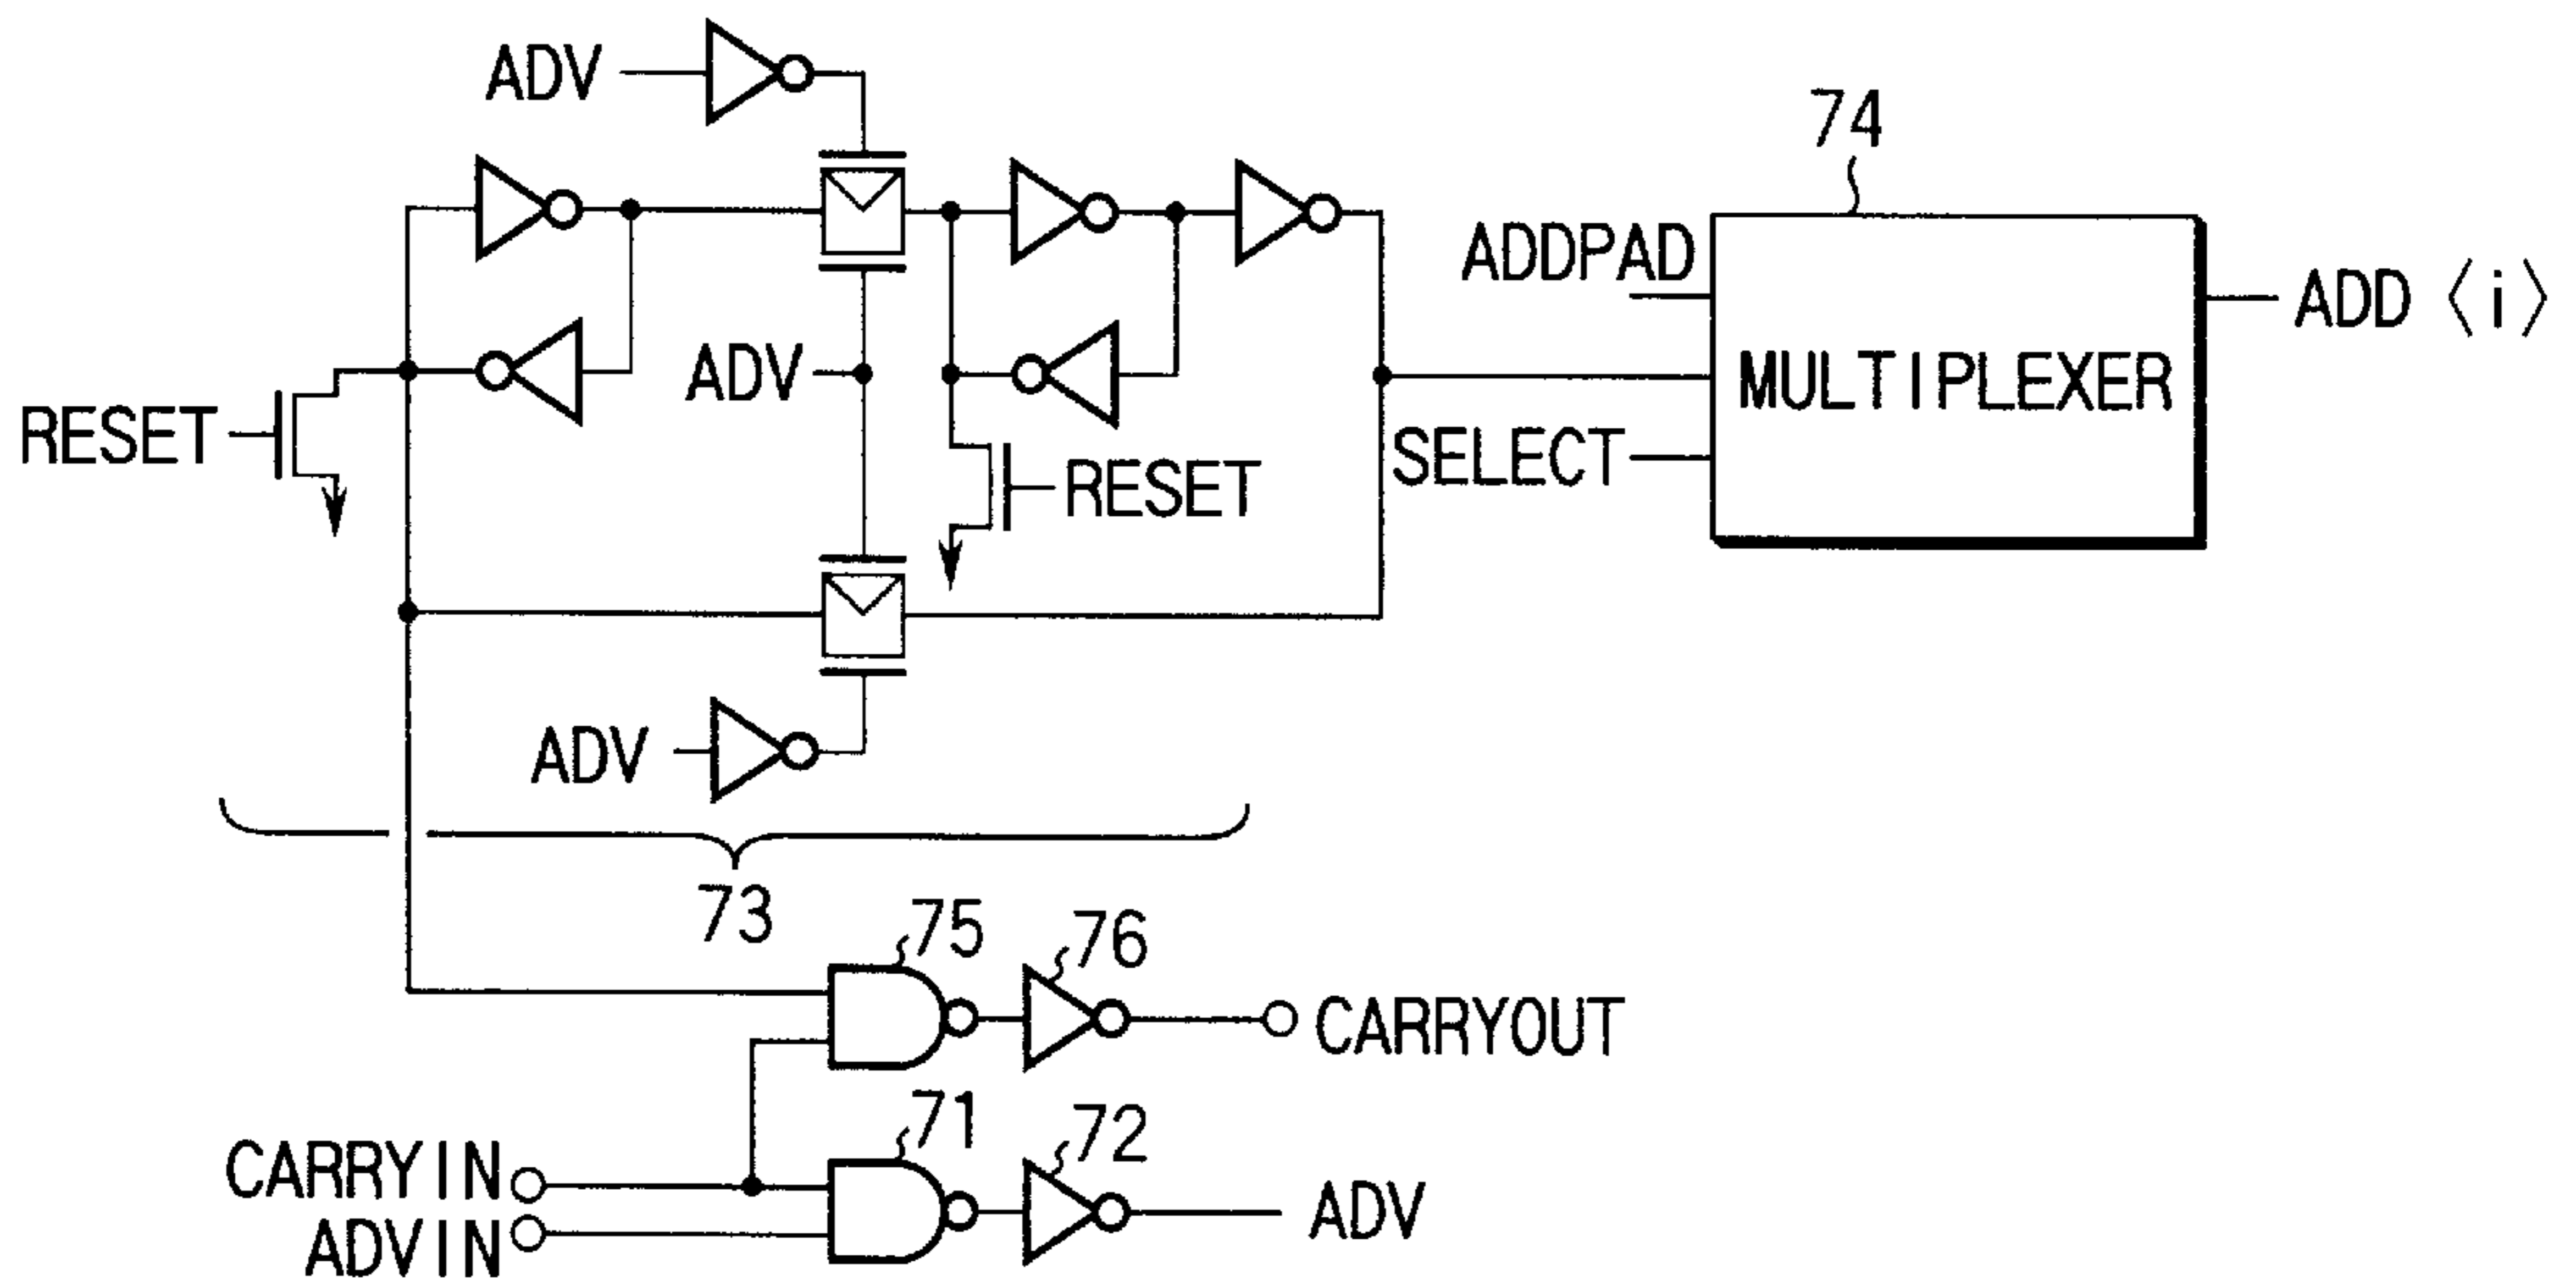 ADV
74
ADDPAD
ADD 〈i〉
ADV
MULTIPLEXER
RESET
SELECT
RESET
ADV
73
75
76
CARRYOUT
71
72
CARRYIN
ADVIN
ADV